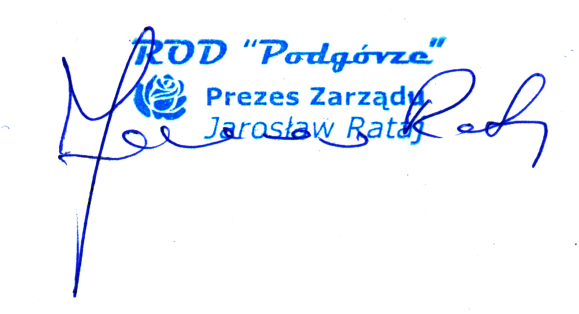 ROD "Podgórze"
Prezes Zarządu
Jarosław Rataj